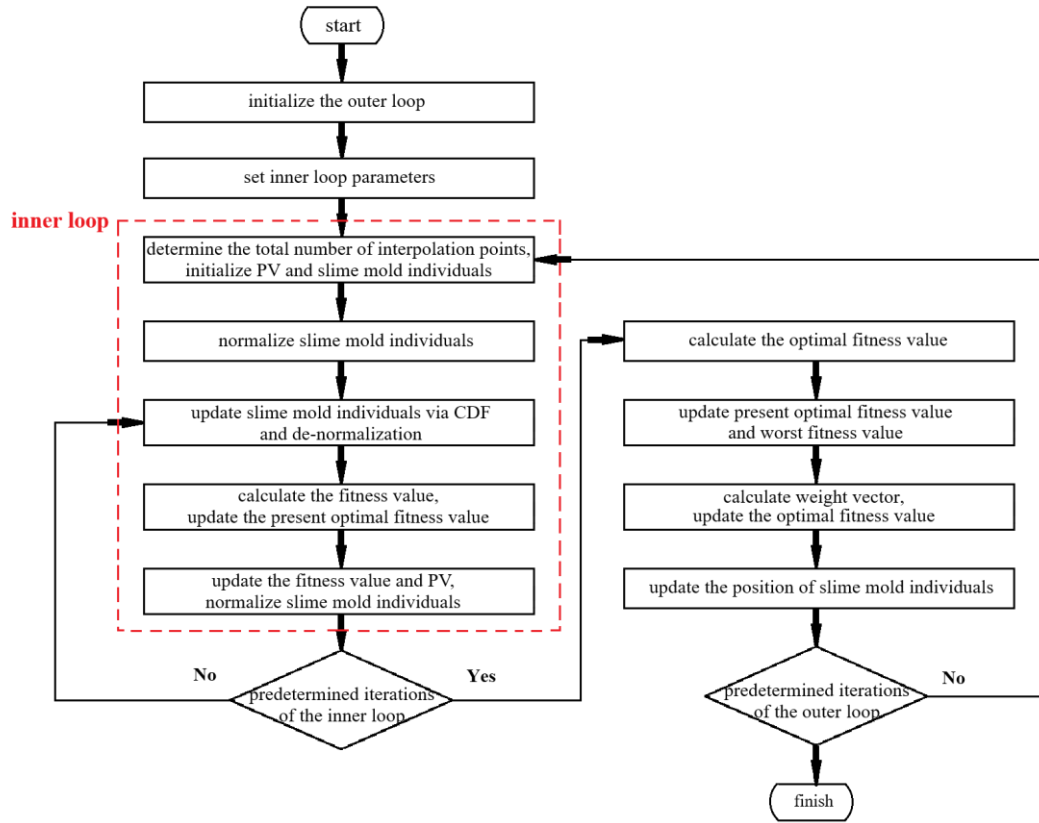 start
initialize the outer loop
set inner loop parameters
inner loop
determine the total number of interpolation points,
initialize PV and slime mold individuals
normalize slime mold individuals
update slime mold individuals via CDF
and de-normalization
calculate the fitness value,
update the present optimal fitness value
update the fitness value and PV,
normalize slime mold individuals
No
Yes
predetermined iterations
of the inner loop
calculate the optimal fitness value
update present optimal fitness value
and worst fitness value
calculate weight vector,
update the optimal fitness value
update the position of slime mold individuals
No
predetermined iterations
of the outer loop
finish